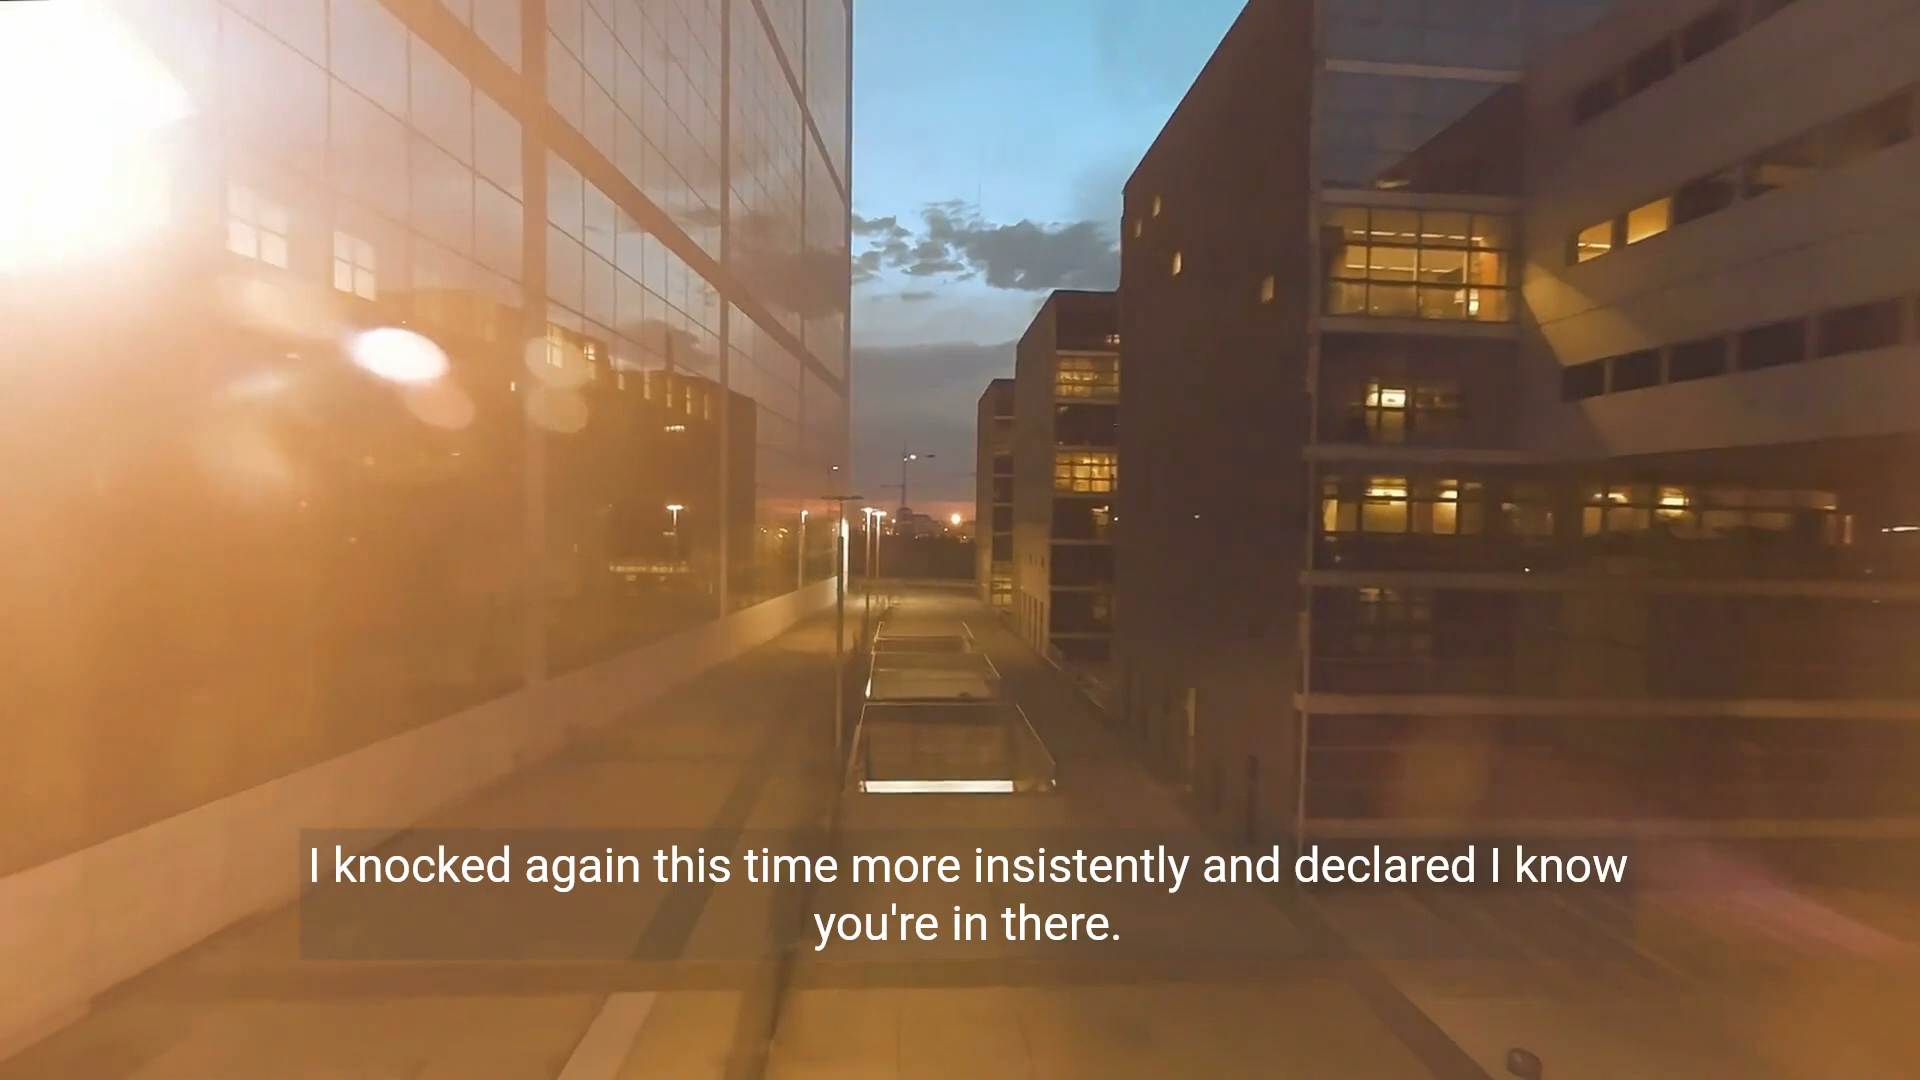 I knocked again this time more insistently and declared I know
you're in there.